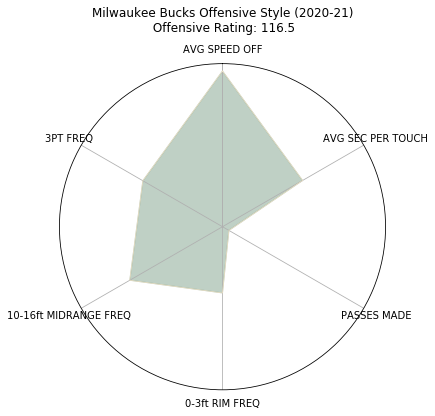 Milwaukee Bucks Offensive Style (2020-21)
Offensive Rating: 116.5
AVG SPEED OFF
3PT FREQ
AVG SEC PER TOUCH
10-16ft MIDRANGE FREQ
PASSES MADE
0-3ft RIM FREQ